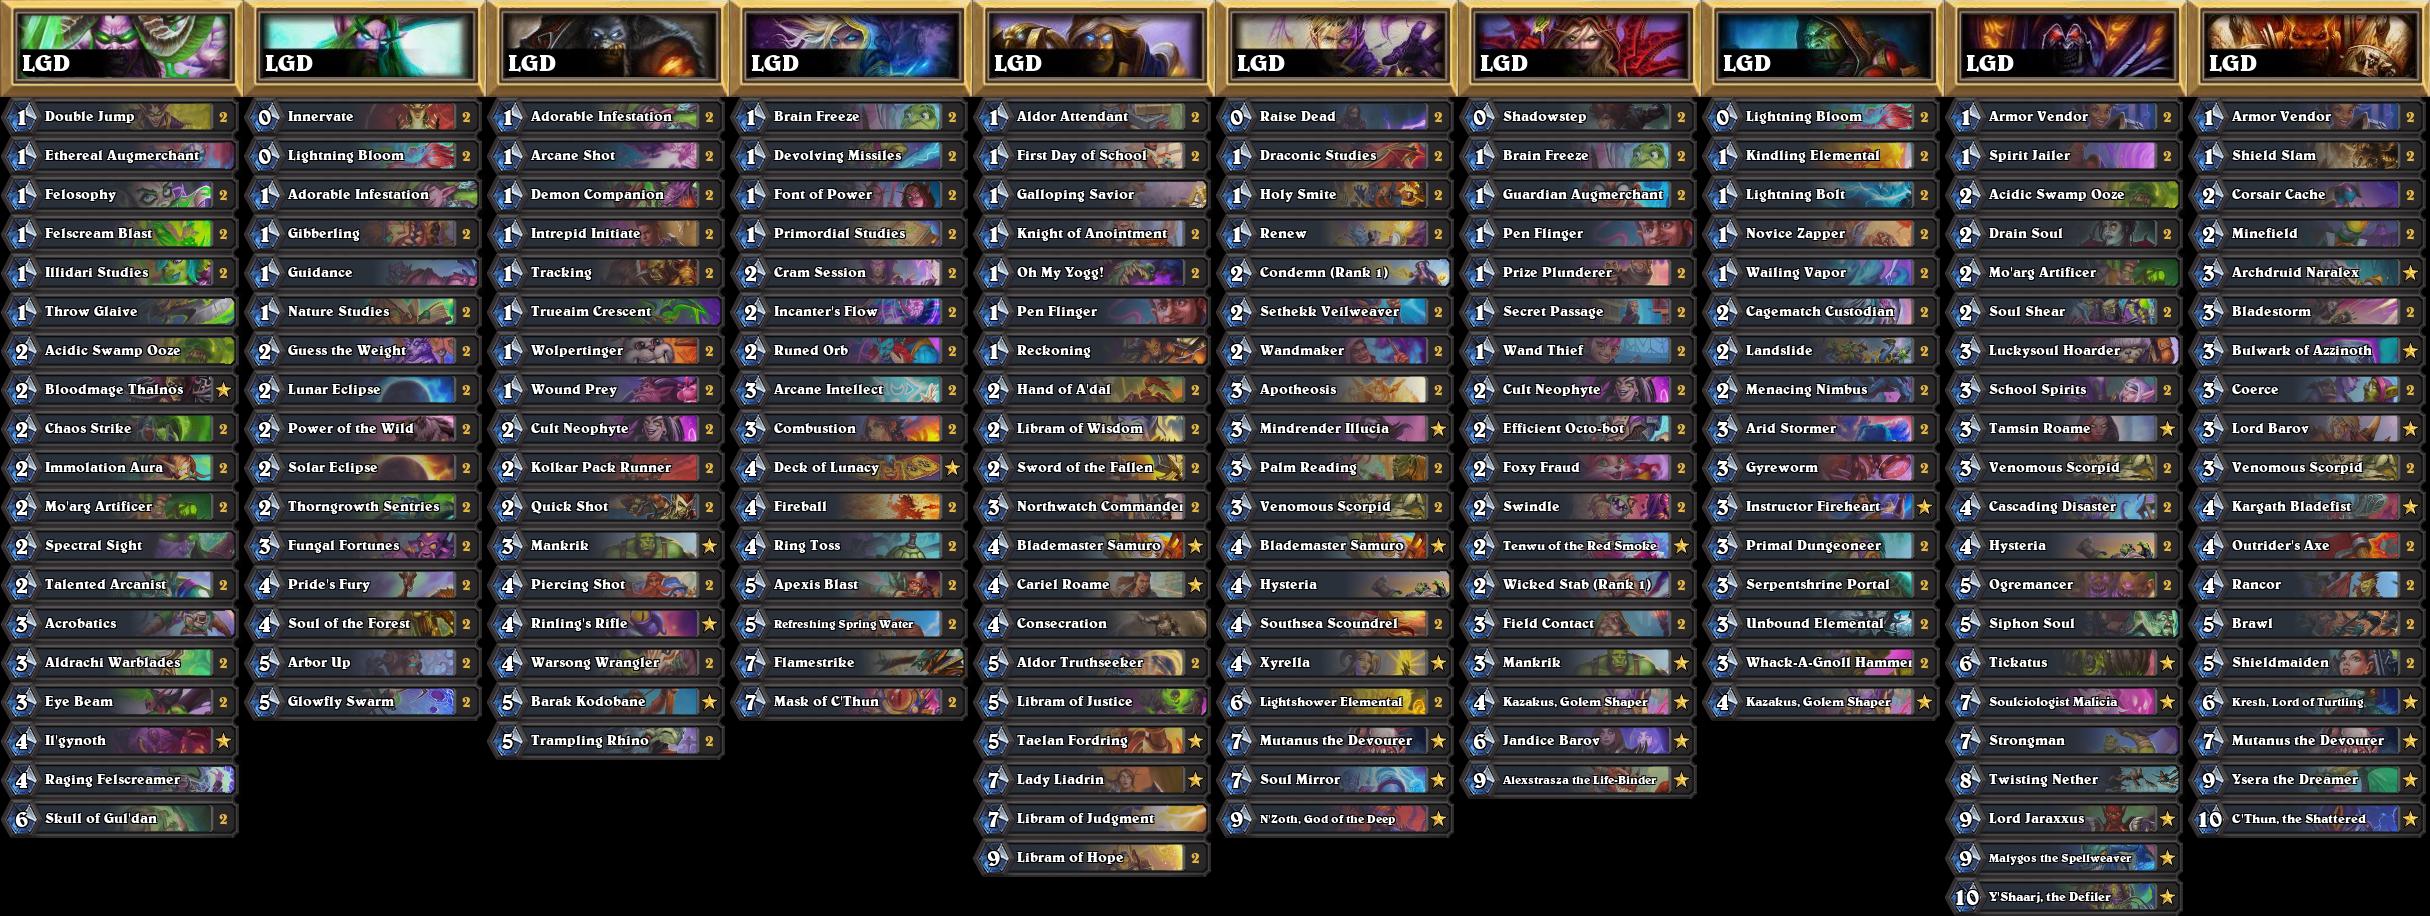 LGD
1 Double Jump 2
1 Ethereal Augmerchant
1 Felosophy 2
1 Felscream Blast 2
1 Illidari Studies 2
1 Throw Glaive
2 Acidic Swamp Ooze
2 Bloodmage Thalnos
2 Chaos Strike 2
2 Immolation Aura 2
2 Mo'arg Artificer 2
2 Spectral Sight
2 Talented Arcanist 2
3 Acrobatics
3 Aldrachi Warblades 2
3 Eye Beam 2
4 Il'gynoth
4 Raging Felscreamer
6 Skull of Gul'dan 2
LGD
0 Innervate 2
0 Lightning Bloom 2
1 Adorable Infestation
1 Gibberling 2
1 Guidance
1 Nature Studies 2
2 Guess the Weight 2
2 Lunar Eclipse 2
2 Power of the Wild 2
2 Solar Eclipse 2
2 Thorngrowth Sentries 2
3 Fungal Fortunes 2
4 Pride's Fury 2
4 Soul of the Forest 2
5 Arbor Up 2
5 Glowfly Swarm 2
LGD
1 Adorable Infestation 2
1 Arcane Shot 2
1 Demon Companion 2
1 Intrepid Initiate 2
1 Tracking 2
1 Trueaim Crescent
1 Wolpertinger 2
1 Wound Prey 2
2 Cult Neophyte 2
2 Kolkar Pack Runner 2
2 Quick Shot 2
3 Mankrik
4 Piercing Shot 2
4 Rinling's Rifle
4 Warsong Wrangler 2
5 Barak Kodobane
5 Trampling Rhino 2
LGD
1 Brain Freeze 2
1 Devolving Missiles 2
1 Font of Power 2
1 Primordial Studies 2
2 Cram Session 2
2 Incanter's Flow 2
2 Runed Orb 2
3 Arcane Intellect 2
3 Combustion 2
4 Deck of Lunacy
4 Fireball 2
4 Ring Toss 2
5 Apexis Blast 2
5 Refreshing Spring Water 2
7 Flamestrike
7 Mask of C'Thun 2
LGD
1 Aldor Attendant 2
1 First Day of School 2
1 Galloping Savior
1 Knight of Anointment 2
1 Oh My Yogg! 2
1 Pen Flinger
1 Reckoning
2 Hand of A'dal 2
2 Libram of Wisdom 2
2 Sword of the Fallen 2
3 Northwatch Commander 2
4 Blademaster Samuro
4 Cariel Roame
4 Consecration
5 Aldor Truthseeker 2
5 Libram of Justice
5 Taelan Fordring
7 Lady Liadrin
7 Libram of Judgment
9 Libram of Hope 2
LGD
0 Raise Dead 2
1 Draconic Studies 2
1 Holy Smite 2
1 Renew 2
2 Condemn (Rank 1)
2 Sethekk Veilweaver 2
2 Wandmaker 2
3 Apotheosis 2
3 Mindrender Illucia
3 Palm Reading 2
3 Venomous Scorpid 2
4 Blademaster Samuro
4 Hysteria
4 Southsea Scoundrel 2
4 Xyrella
6 Lightshower Elemental 2
7 Mutanus the Devourer
7 Soul Mirror
9 N'Zoth, God of the Deep
LGD
0 Shadowstep 2
1 Brain Freeze 2
1 Guardian Augmerchant 2
1 Pen Flinger
1 Prize Plunderer 2
1 Secret Passage 2
1 Wand Thief 2
2 Cult Neophyte 2
2 Efficient Octo-bot 2
2 Foxy Fraud 2
2 Swindle 2
2 Tenwu of the Red Smoke
2 Wicked Stab (Rank 1) 2
3 Field Contact 2
3 Mankrik
4 Kazakus, Golem Shaper
6 Jandice Barov
9 Alexstrasza the Life-Binder
LGD
0 Lightning Bloom 2
1 Kindling Elemental 2
1 Lightning Bolt 2
1 Novice Zapper 2
1 Wailing Vapor 2
2 Cagematch Custodian 2
2 Landslide 2
2 Menacing Nimbus 2
3 Arid Stormer 2
3 Gyreworm 2
3 Instructor Fireheart
3 Primal Dungeoneer 2
3 Serpentshrine Portal 2
3 Unbound Elemental 2
3 Whack-A-Gnoll Hammer 2
4 Kazakus, Golem Shaper
LGD
1 Armor Vendor 2
1 Spirit Jailer 2
2 Acidic Swamp Ooze
2 Drain Soul 2
2 Mo'arg Artificer 2
2 Soul Shear 2
3 Luckysoul Hoarder
3 School Spirits 2
3 Tamsin Roame
3 Venomous Scorpid 2
4 Cascading Disaster 2
4 Hysteria 2
5 Ogremancer 2
5 Siphon Soul
6 Tickatus
7 Soulciologist Malicia
7 Strongman
8 Twisting Nether
9 Lord Jaraxxus
9 Malygos the Spellweaver
10 Y'Shaarj, the Defiler
LGD
1 Armor Vendor 2
1 Shield Slam 2
2 Corsair Cache 2
2 Minefield 2
3 Archdruid Naralex
3 Bladestorm 2
3 Bulwark of Azzinoth
3 Coerce 2
3 Lord Barov
3 Venomous Scorpid 2
4 Kargath Bladefist
4 Outrider's Axe 2
4 Rancor 2
5 Brawl 2
5 Shieldmaiden 2
6 Kresh, Lord of Turtling
7 Mutanus the Devourer
9 Ysera the Dreamer
10 C'Thun, the Shattered